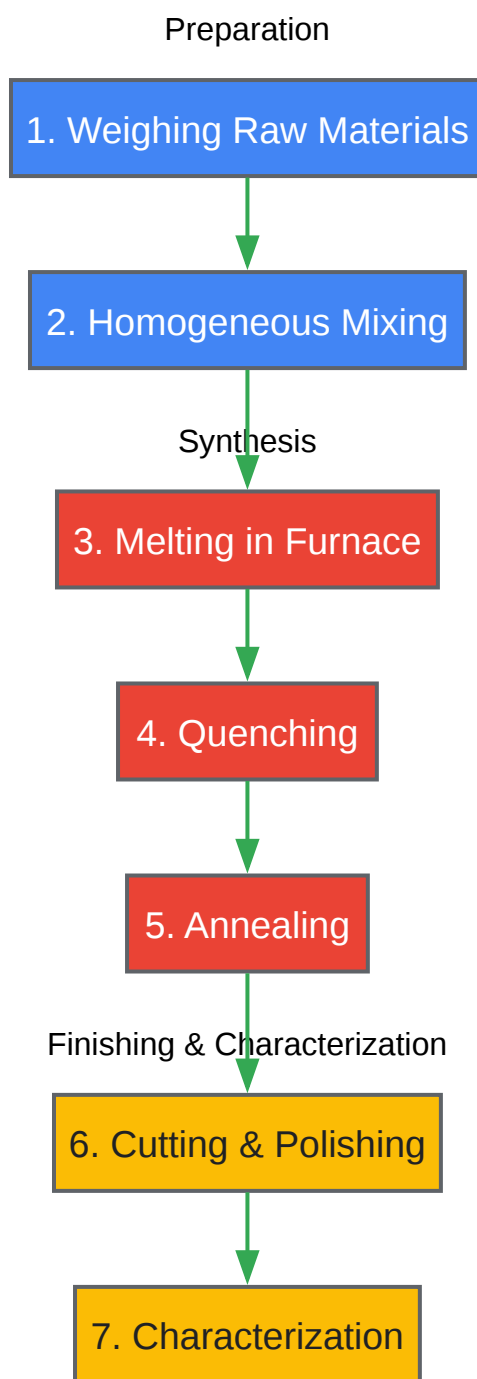 Preparation
1. Weighing Raw Materials
2. Homogeneous Mixing
Synthesis
3. Melting in Furnace
4. Quenching
5. Annealing
Finishing & Characterization
6. Cutting & Polishing
7. Characterization